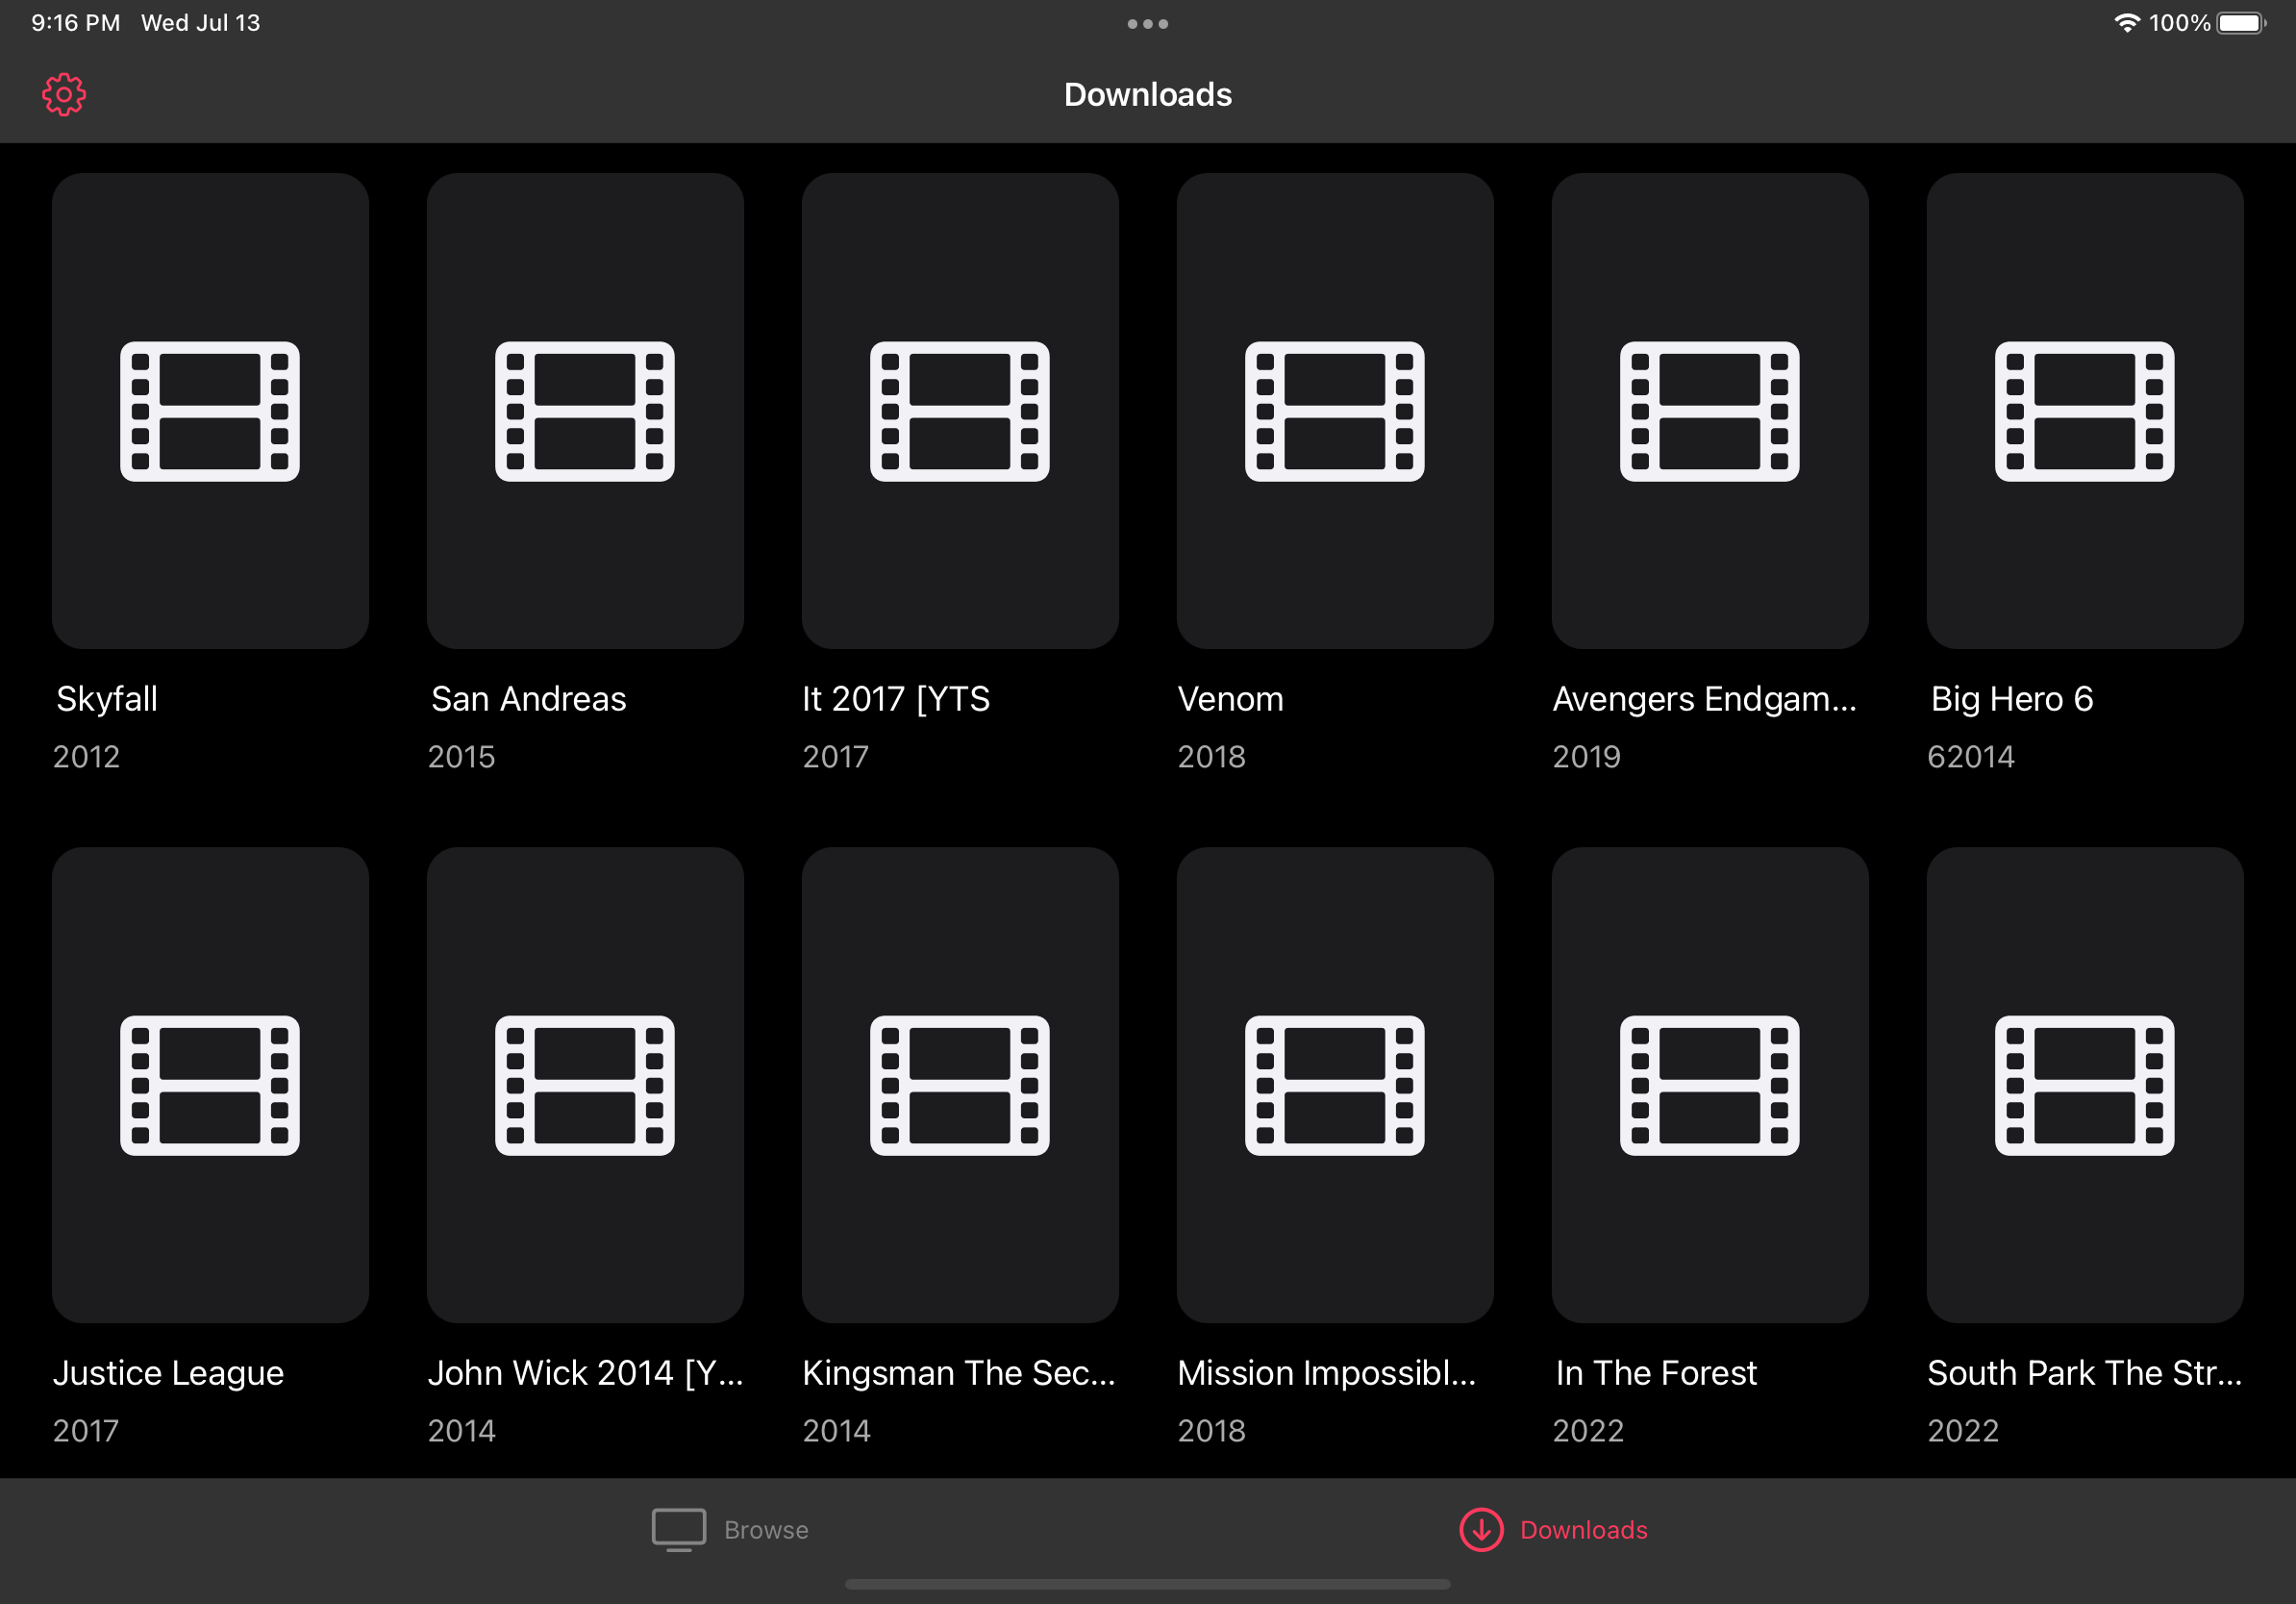 9:16 PM Wed Jul 13 100%
Downloads
Skyfall San Andreas It 2017 [YTS Venom Avengers Endgam... Big Hero 6
2012 2015 2017 2018 2019 62014
Justice League John Wick 2014 [Y... Kingsman The Sec... Mission Impossibl... In The Forest South Park The Str...
2017 2014 2014 2018 2022 2022
Browse Downloads